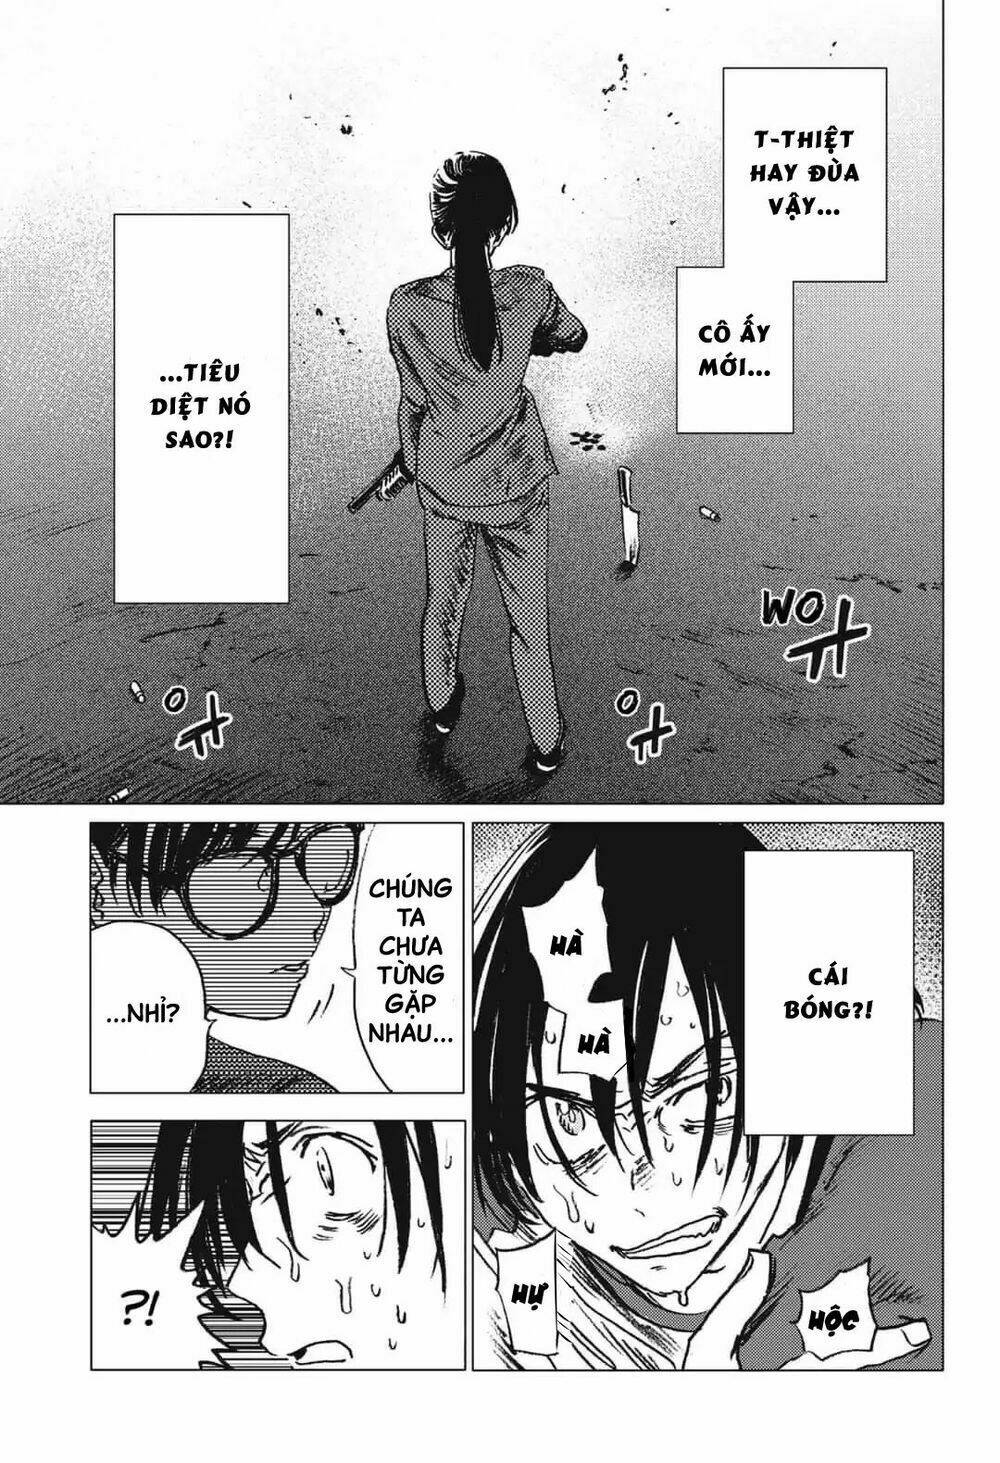 T-THIỆT
HAY ĐÙA
VẬY...
CÔ ẤY
MỚI...
...TIÊU
DIỆT NÓ
SAO?!
WO
O
O
CÁI
BÓNG?!
HÀ
HÀ
HỰ
HỘC
CHÚNG
TA
CHƯA
TỪNG
GẶP
NHAU...
...NHỈ?
?!